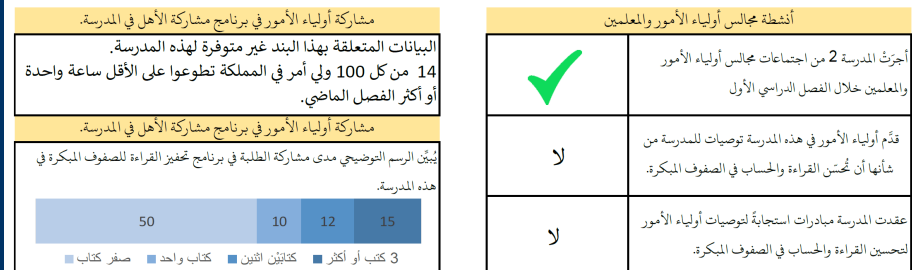 أنشطة مجالس أولياء الأمور والمعلمين
أجرَتْ المدرسة 2 من اجتماعات مجالس أولياء الأمور
والمعلمين خلال الفصل الدراسي الأول
قدَّم أولياء الأمور في هذه المدرسة توصيات للمدرسة من
شأنها أن تُحسّن القراءة والحساب في الصفوف المبكرة.
لا
عقدت المدرسة مبادرات استجابةً لتوصيات أولياء الأمور
لتحسين القراءة والحساب في الصفوف المبكرة.
لا
مشاركة أولياء الأمور في برنامج مشاركة الأهل في المدرسة.
البيانات المتعلقة بهذا البند غير متوفرة لهذه المدرسة.
14 من كل 100 ولي أمر في المملكة تطوعوا على الأقل ساعة واحدة
أو أكثر الفصل الماضي.
مشاركة أولياء الأمور في برنامج مشاركة الأهل في المدرسة.
يُبيِّن الرسم التوضيحي مدى مشاركة الطلبة في برنامج تحفيز القراءة للصفوف المبكرة في
هذه المدرسة.
15 12 10 50
3 كتب أو أكثر كتابَيْن اثنين كتاب واحد صفر كتاب